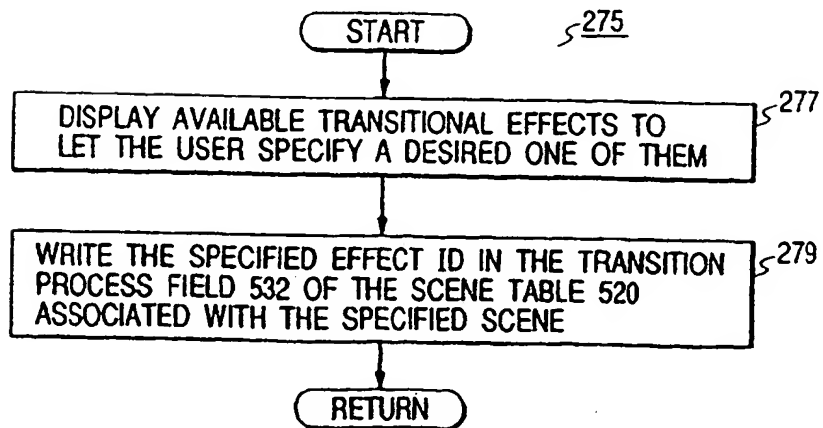 START
275
DISPLAY AVAILABLE TRANSITIONAL EFFECTS TO
LET THE USER SPECIFY A DESIRED ONE OF THEM
277
WRITE THE SPECIFIED EFFECT ID IN THE TRANSITION
PROCESS FIELD 532 OF THE SCENE TABLE 520
ASSOCIATED WITH THE SPECIFIED SCENE
279
RETURN